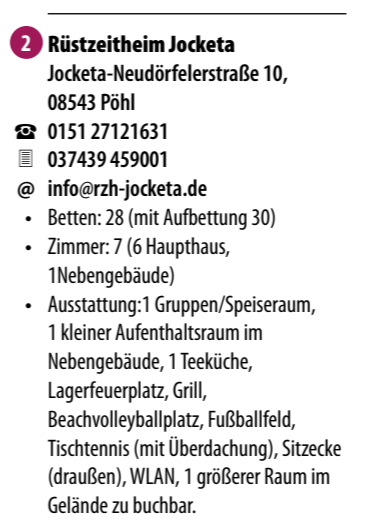 2 Rüstzeitheim Jocketa
Jocketa-Neudörfelerstraße 10,
08543 Pöhl
☎ 0151 27121631
037439 459001
@ info@rzh-jocketa.de
• Betten: 28 (mit Aufbettung 30)
• Zimmer: 7 (6 Haupthaus,
1Nebengebäude)
• Ausstattung:1 Gruppen/Speiseraum,
1 kleiner Aufenthaltsraum im
Nebengebäude, 1 Teeküche,
Lagerfeuerplatz, Grill,
Beachvolleyballplatz, Fußballfeld,
Tischtennis (mit Überdachung), Sitzecke
(draußen), WLAN, 1 größerer Raum im
Gelände zu buchbar.